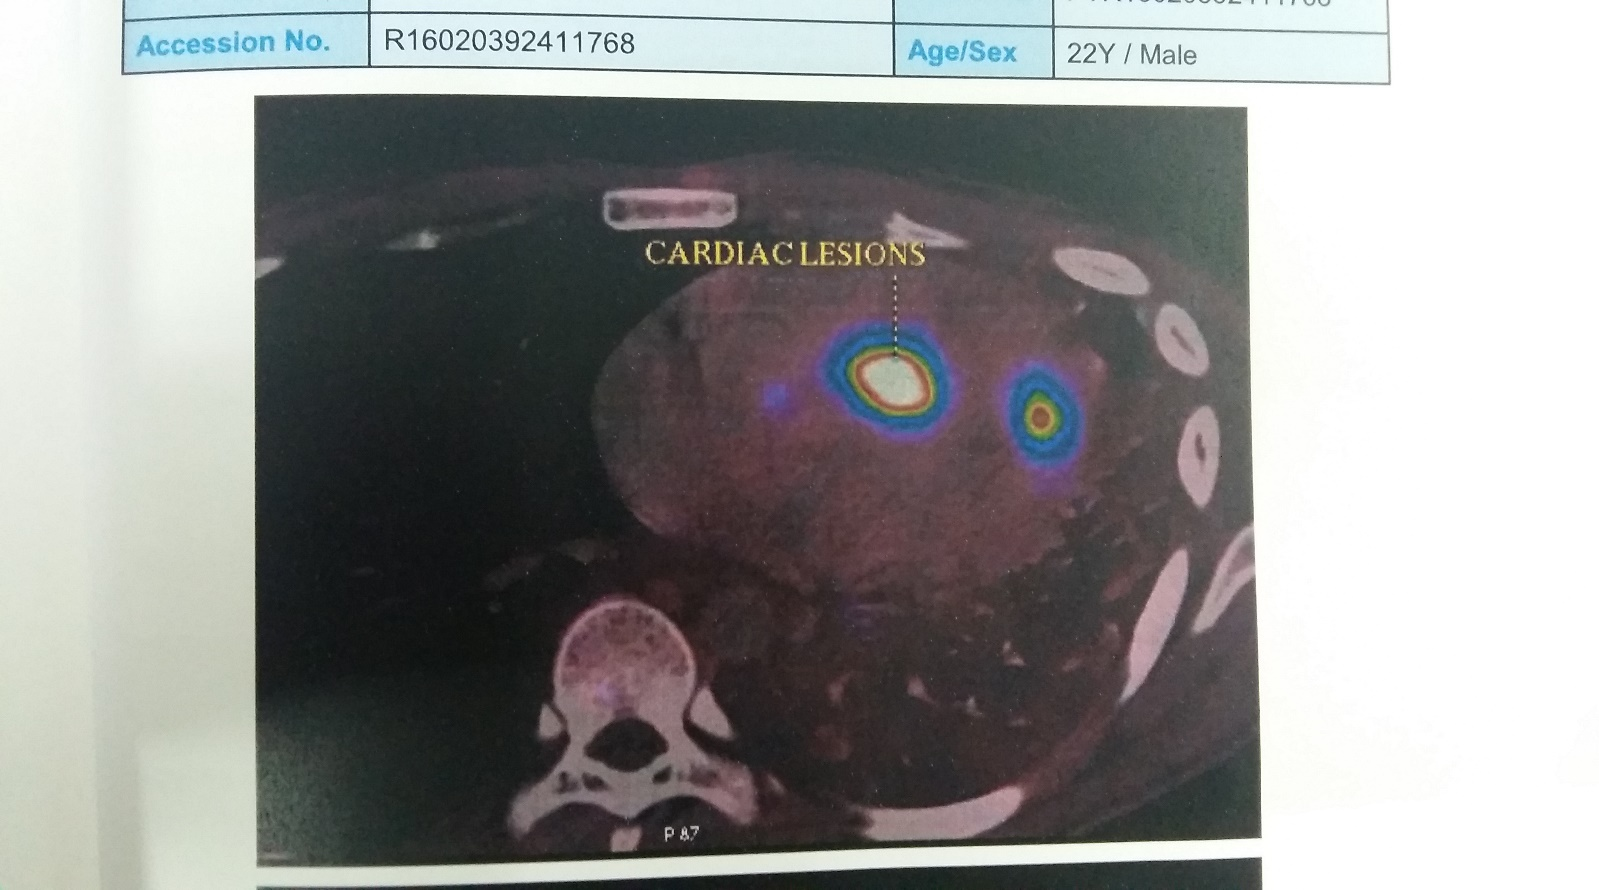 Accession No. R16020392411768 Age/Sex 22Y / Male
CARDIAC LESIONS
P 87